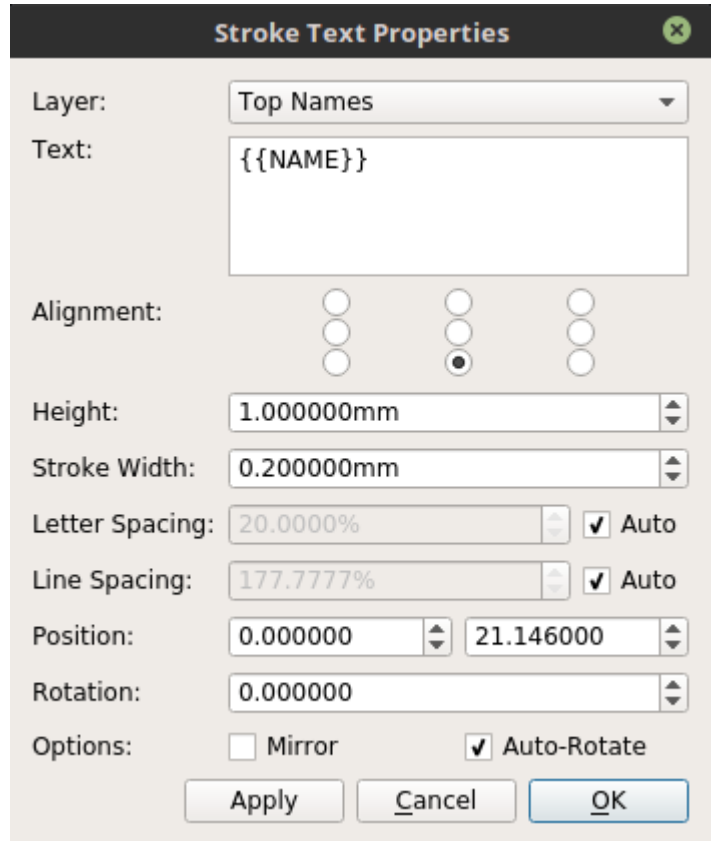 Stroke Text Properties
Layer: Top Names
Text: {{NAME}}
Alignment:
Height: 1.000000mm
Stroke Width: 0.200000mm
Letter Spacing: 20.0000% Auto
Line Spacing: 177.7777% Auto
Position: 0.000000 21.146000
Rotation: 0.000000
Options: Mirror Auto-Rotate
Apply Cancel OK